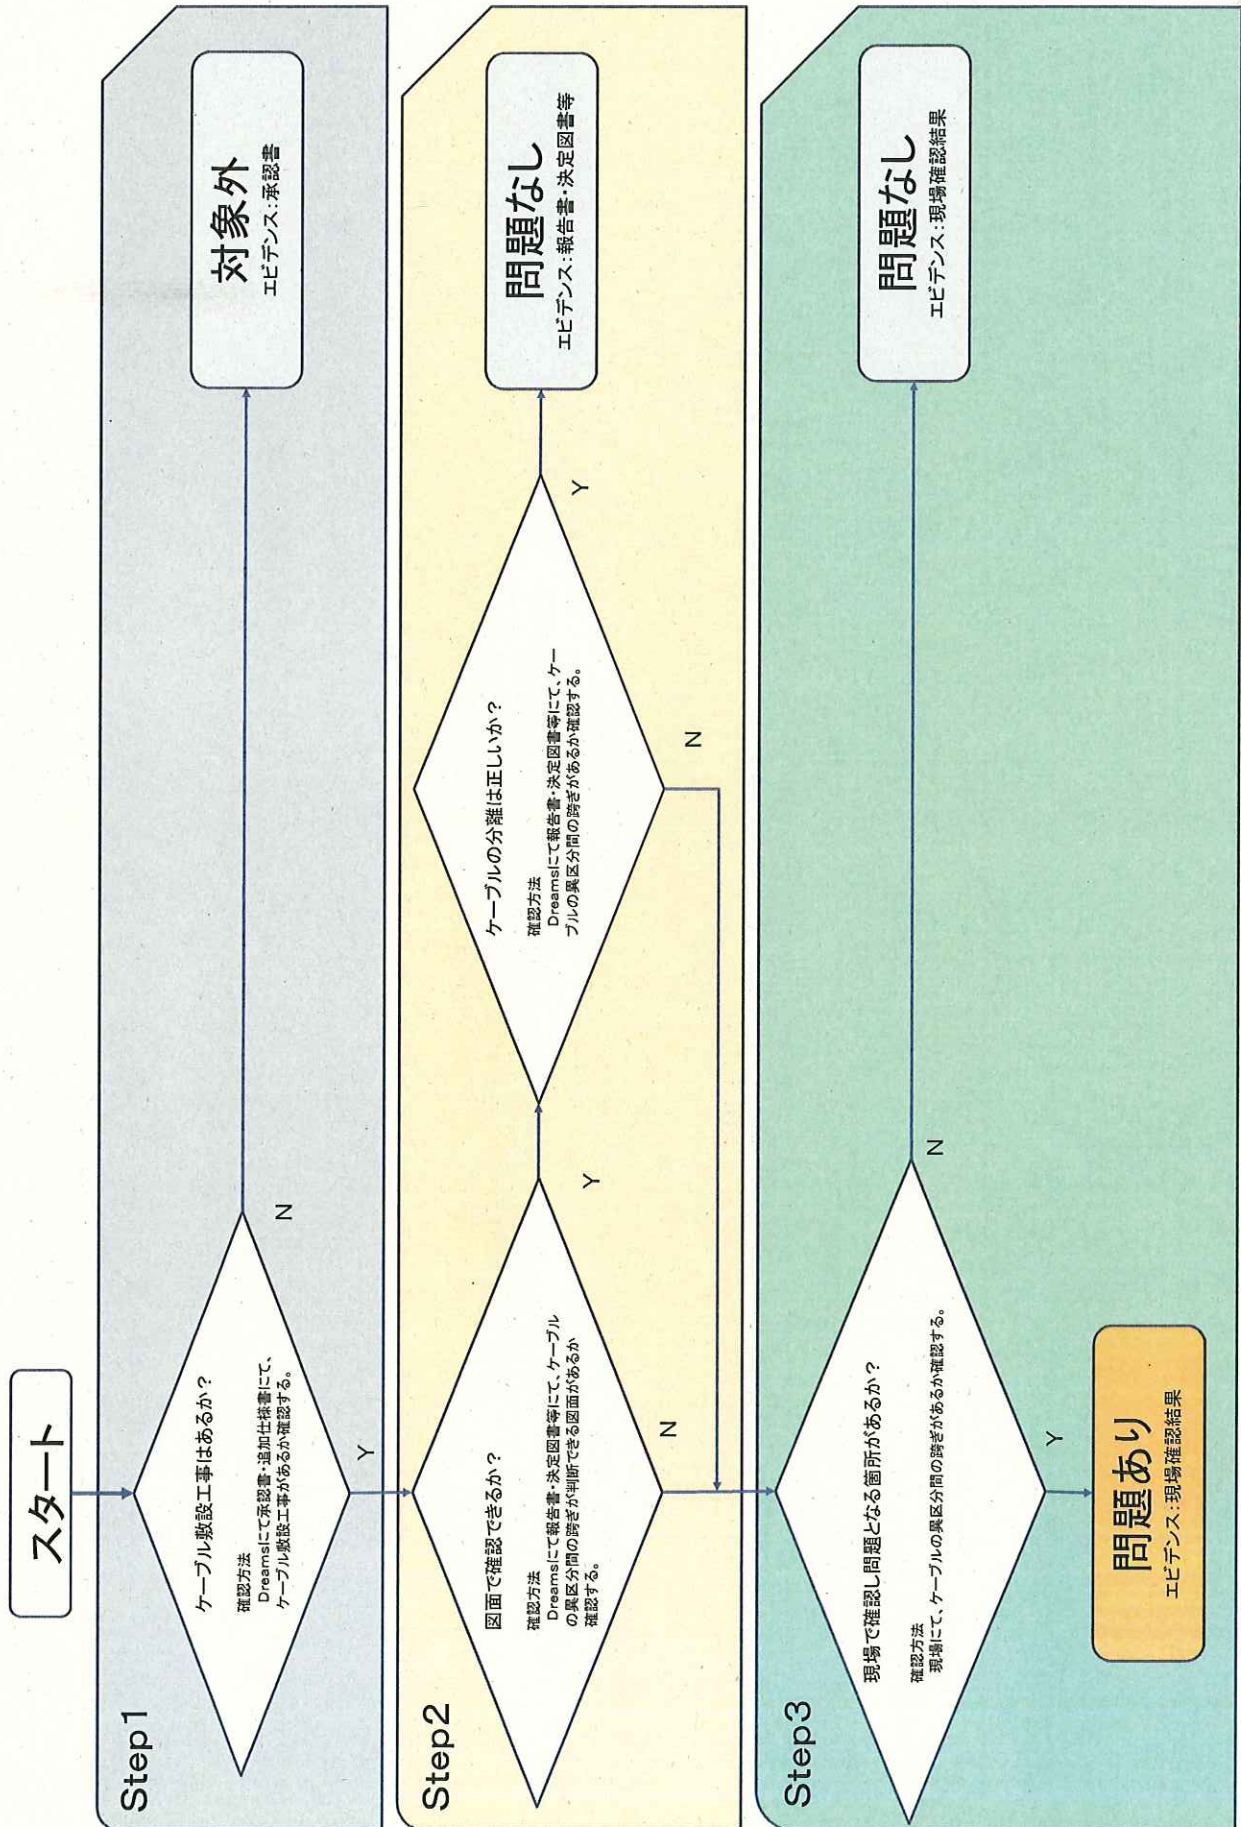 スタート
Step1
ケーブル敷設工事はあるか？
確認方法
Dreamsにて承認書・追加仕様書にて、
ケーブル敷設工事があるか確認する。
N
対象外
エビデンス：承認書
Y
Step2
図面で確認できるか？
確認方法
Dreamsにて報告書・決定図書等にて、ケーブル
の異区分間の跨ぎが判断できる図面があるか
確認する。
Y
ケーブルの分離は正しいか？
確認方法
Dreamsにて報告書・決定図書等にて、ケー
ブルの異区分間の跨ぎがあるか確認する。
Y
問題なし
エビデンス：報告書・決定図書等
N
N
Step3
現場で確認し問題となる箇所があるか？
確認方法
現場にて、ケーブルの異区分間の跨ぎがあるか確認する。
N
問題なし
エビデンス：現場確認結果
Y
問題あり
エビデンス：現場確認結果